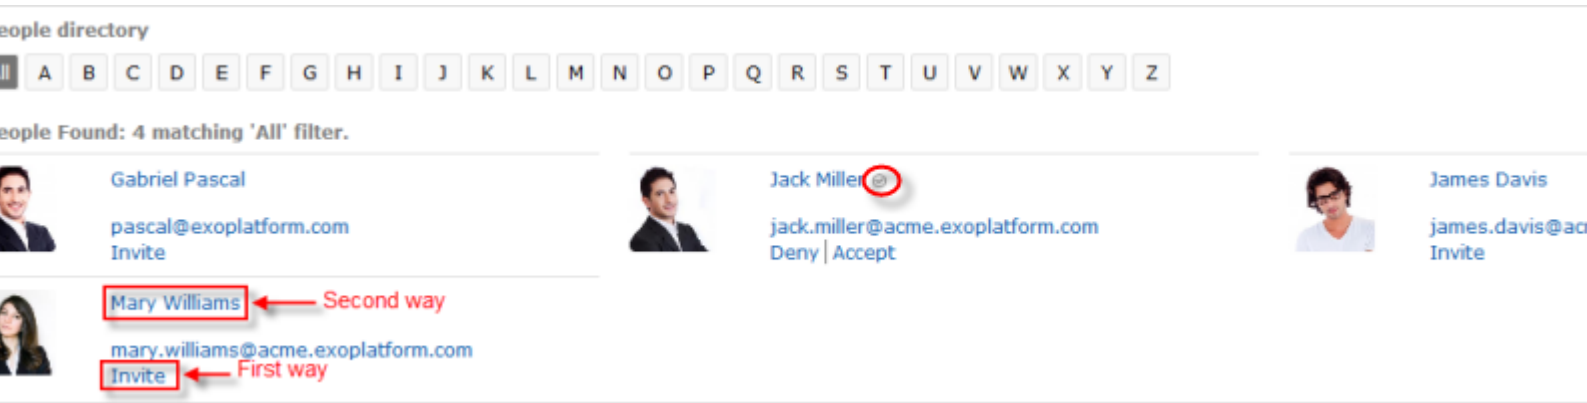 eople directory
All A B C D E F G H I J K L M N O P Q R S T U V W X Y Z
eople Found: 4 matching 'All' filter.
Gabriel Pascal
pascal@exoplatform.com
Invite
Jack Miller
jack.miller@acme.exoplatform.com
Deny | Accept
James Davis
james.davis@ac
Invite
Mary Williams Second way
mary.williams@acme.exoplatform.com
Invite First way